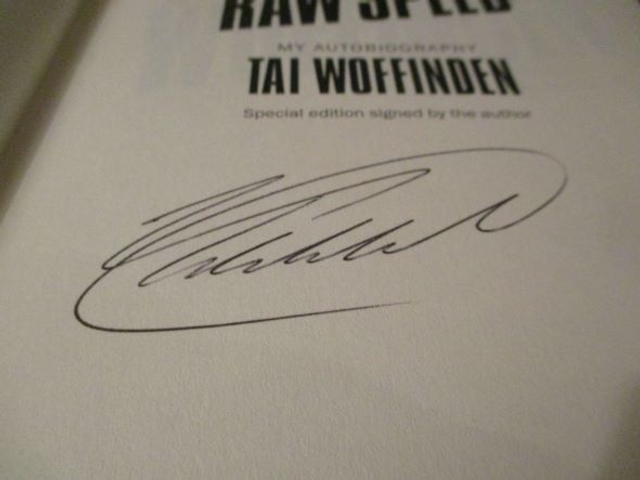 RAW SPEED
MY AUTOBIOGRAPHY
TAI WOFFINDEN
Special edition signed by the author